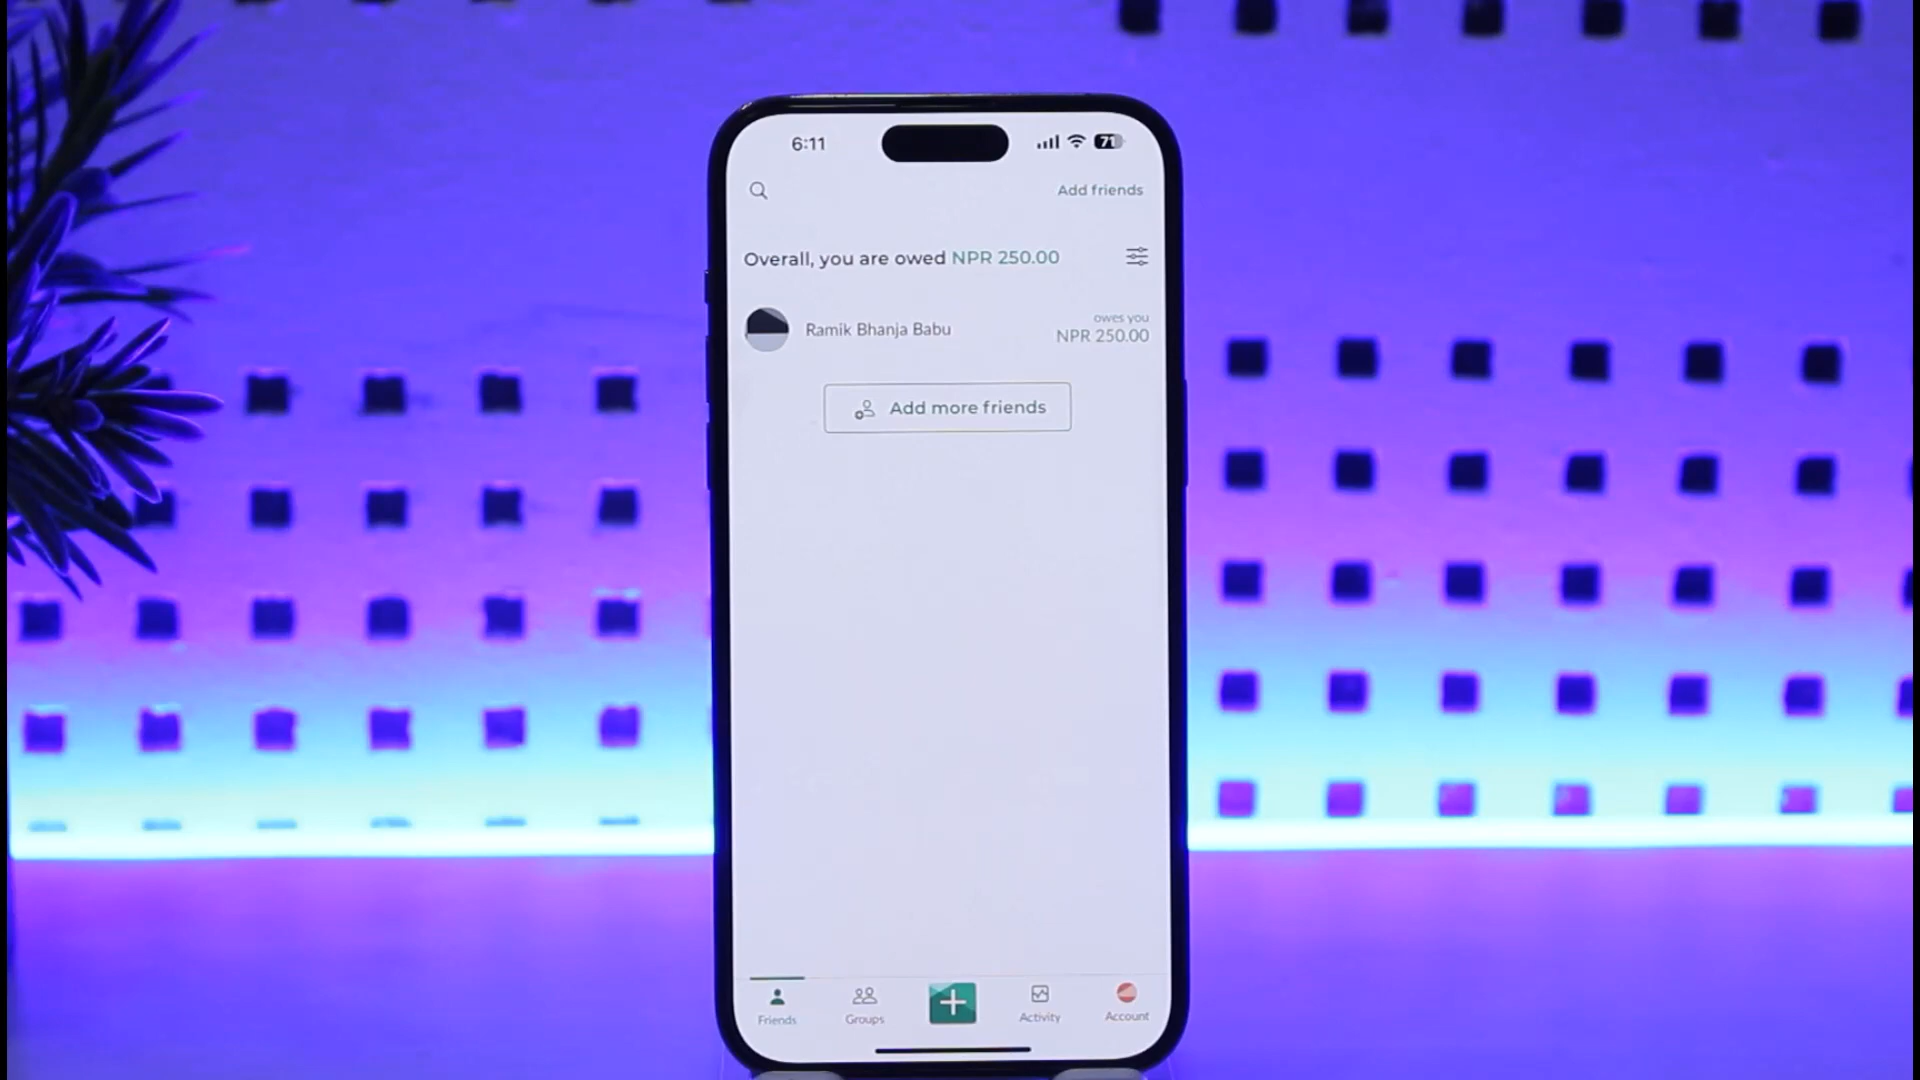 6:11
71
Add friends
Overall, you are owed NPR 250.00
Ramik Bhanja Babu
owes you
NPR 250.00
Add more friends
Friends
Groups
Activity
Account